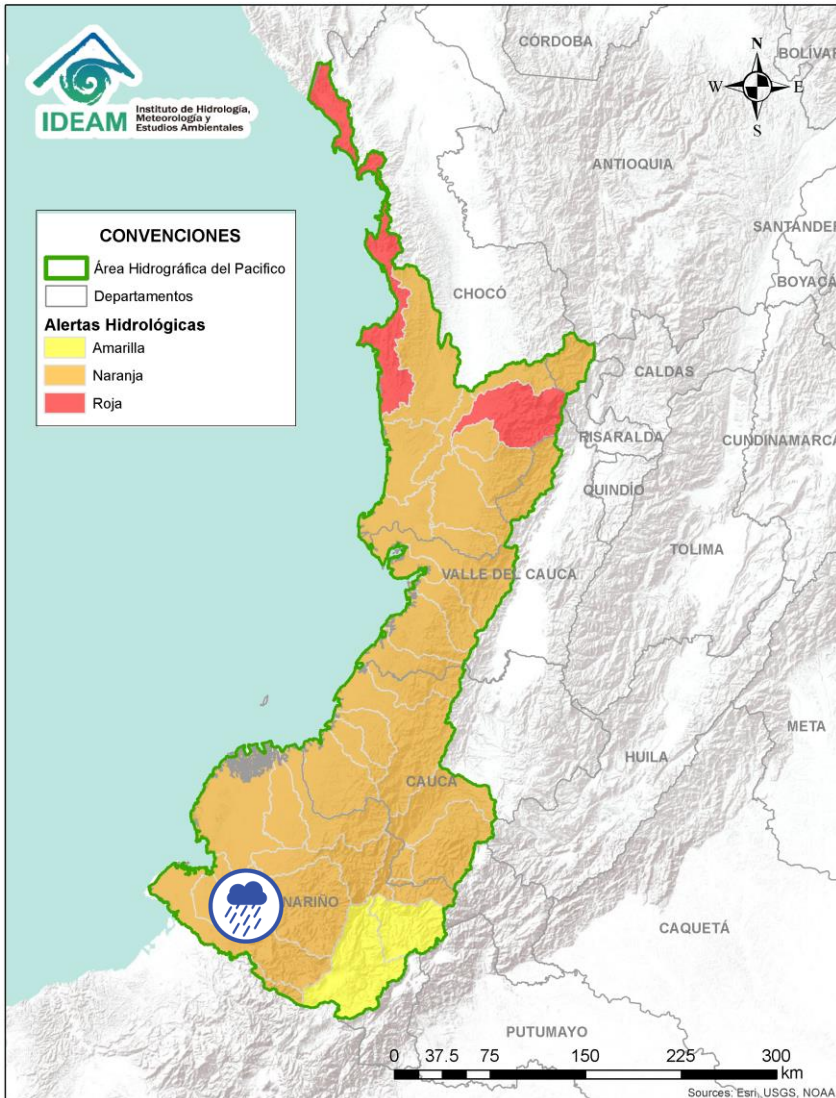 IDEAM
Instituto de Hidrología,
Meteorología y
Estudios Ambientales
CÓRDOBA
BOLÍVAR
N
W
E
S
ANTIOQUIA
SANTANDER
BOYACÁ
CONVENCIONES
Área Hidrográfica del Pacifico
Departamentos
Alertas Hidrológicas
Amarilla
Naranja
Roja
CHOCÓ
CALDAS
RISARALDA
CUNDINAMARCA
QUINDÍO
TOLIMA
VALLE DEL CAUCA
META
HUILA
CAUCA
NARIÑO
CAQUETÁ
PUTUMAYO
0 37.5 75 150 225 300
km
Sources: Esri, USGS, NOAA